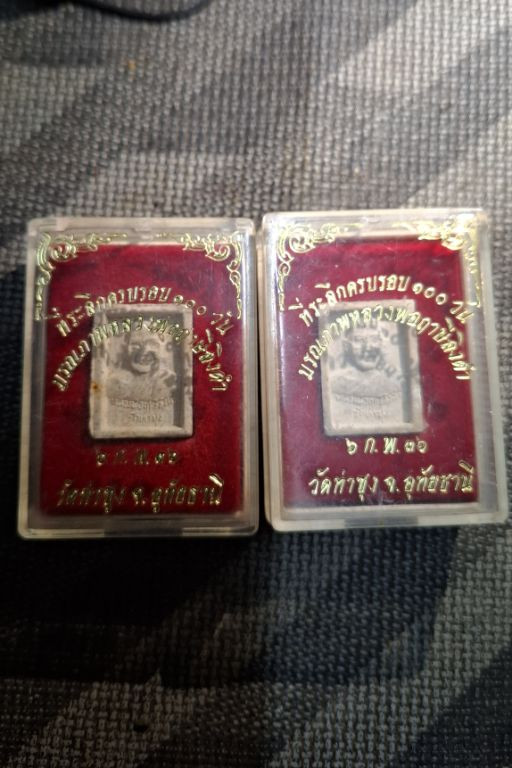 ที่ระลึกครบรอบ ๑๐๐ วัน
มรณภาพหลวงพ่อฤาษีลิงดำ
๖ ก.พ. ๓๖
วัดท่าซุง จ.อุทัยธานี
ที่ระลึกครบรอบ ๑๐๐ วัน
มรณภาพหลวงพ่อฤาษีลิงดำ
๖ ก.พ. ๓๖
วัดท่าซุง จ.อุทัยธานี